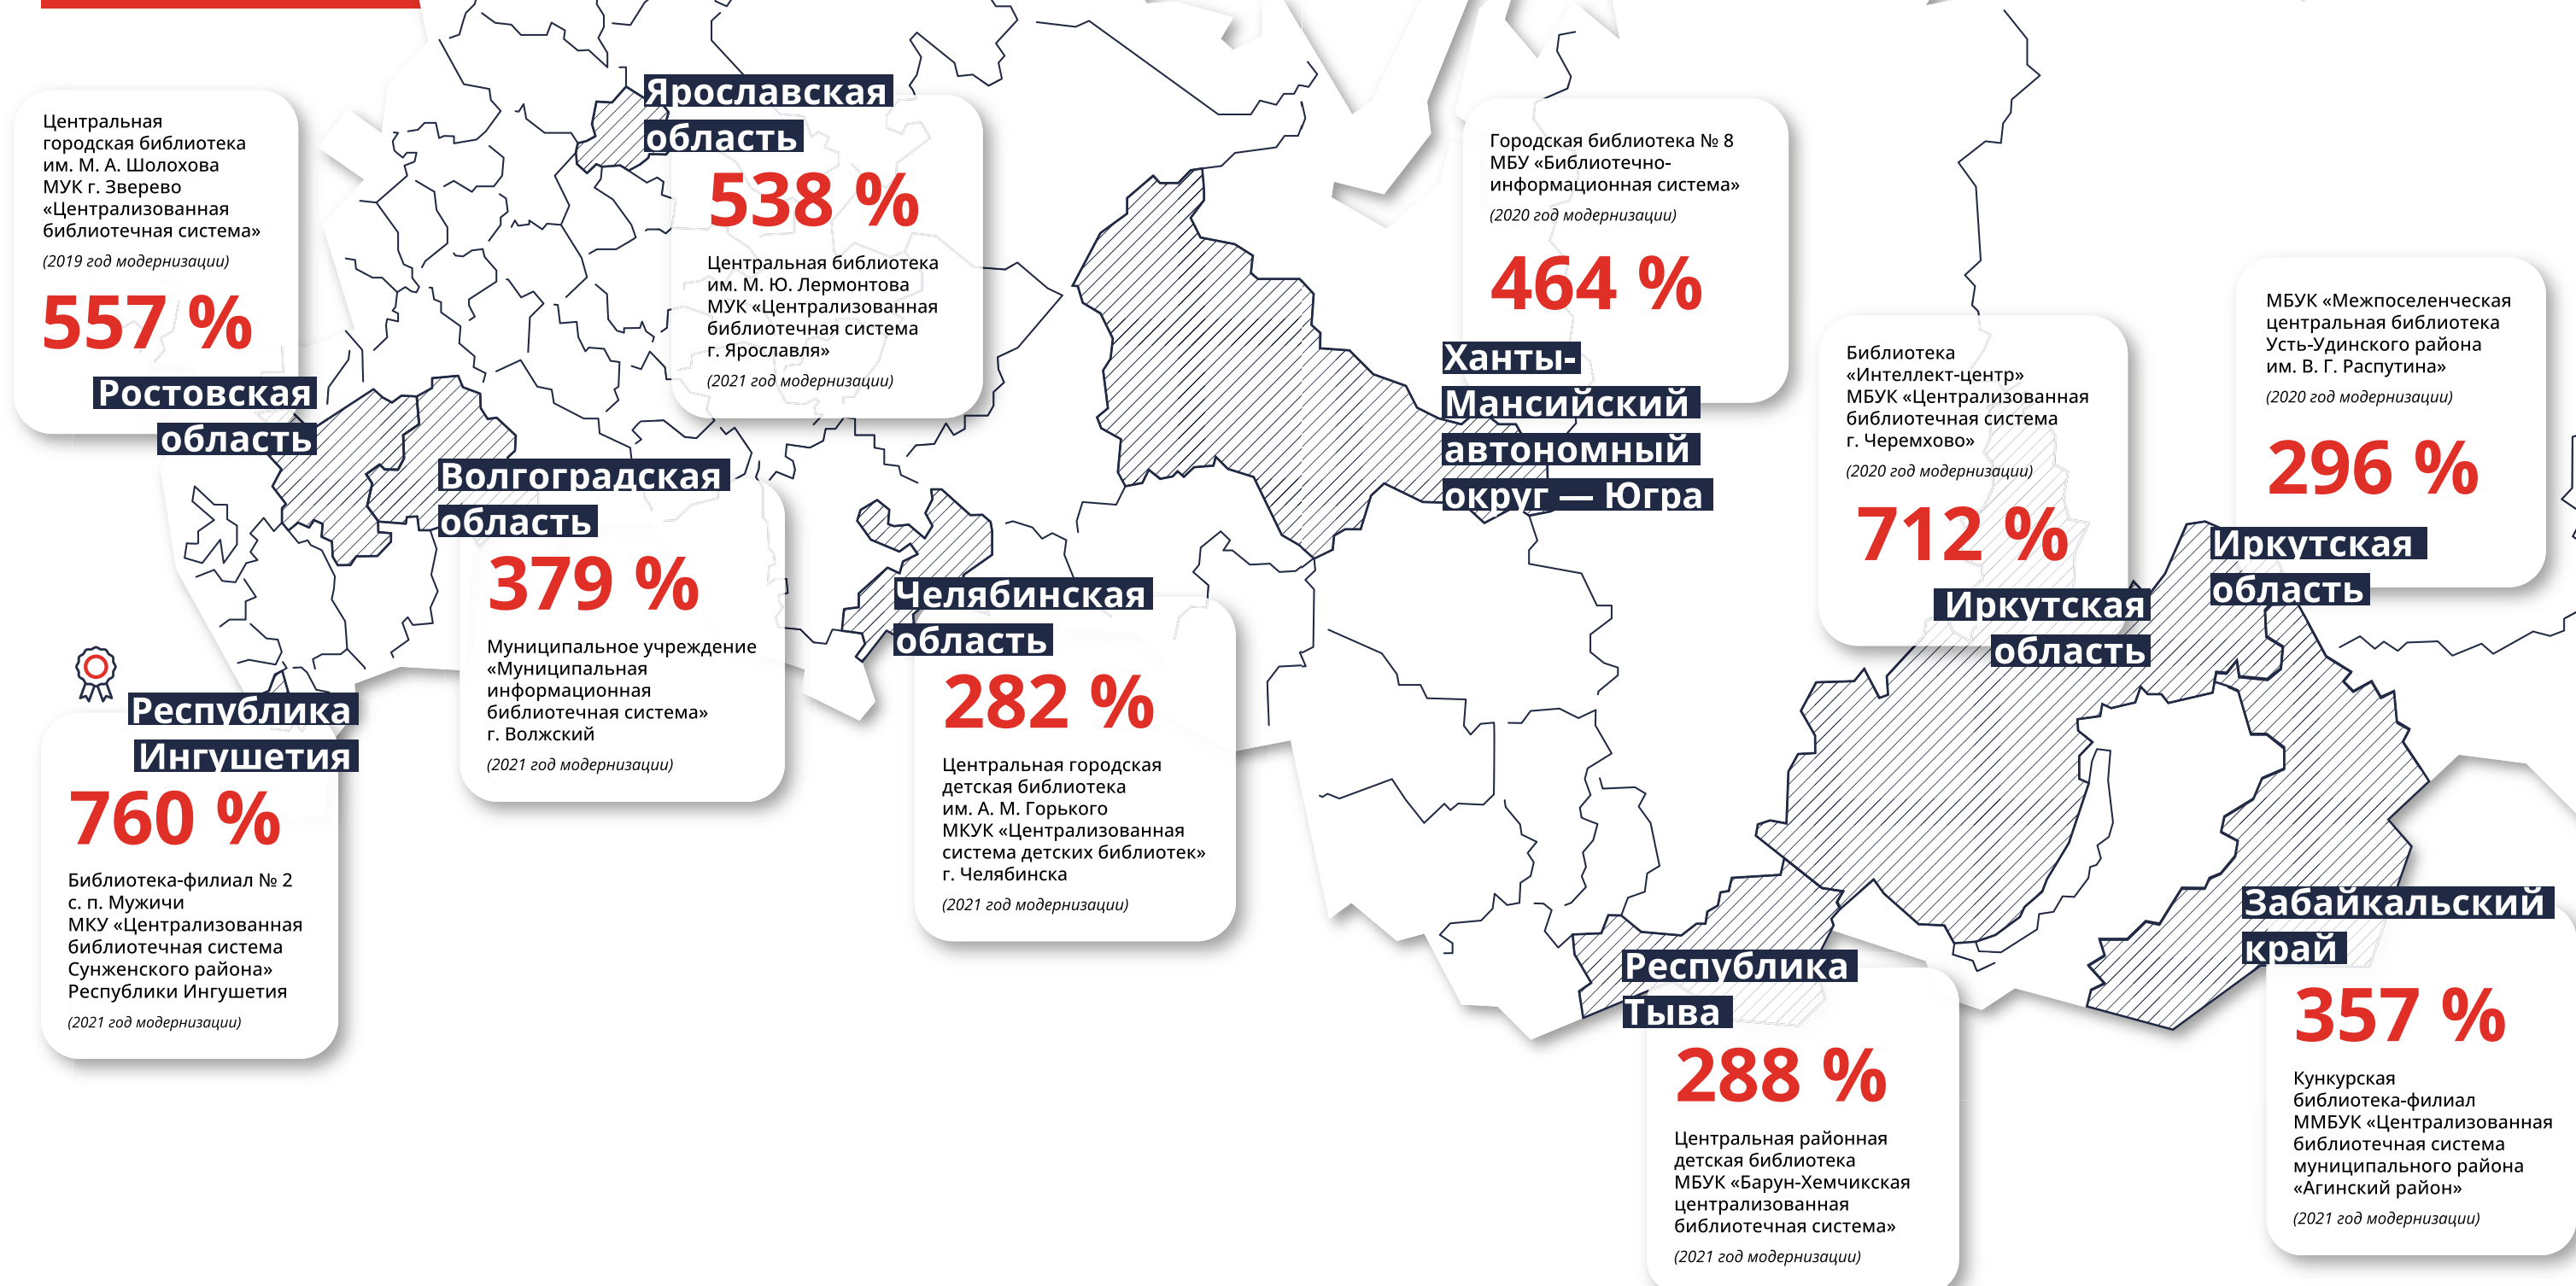 Центральная
городская библиотека
им. М. А. Шолохова
МУК г. Зверево
«Централизованная
библиотечная система»
(2019 год модернизации)
557 %
Ростовская
область
Ярославская
область
538 %
Центральная библиотека
им. М. Ю. Лермонтова
МУК «Централизованная
библиотечная система
г. Ярославля»
(2021 год модернизации)
Городская библиотека № 8
МБУ «Библиотечно-
информационная система»
(2020 год модернизации)
464 %
Ханты-
Мансийский
автономный
округ — Югра
Библиотека
«Интеллект-центр»
МБУК «Централизованная
библиотечная система
г. Черемхово»
(2020 год модернизации)
712 %
Иркутская
область
МБУК «Межпоселенческая
центральная библиотека
Усть-Удинского района
им. В. Г. Распутина»
(2020 год модернизации)
296 %
Иркутская
область
Республика
Ингушетия
760 %
Библиотека-филиал № 2
с. п. Мужичи
МКУ «Централизованная
библиотечная система
Сунженского района»
Республики Ингушетия
(2021 год модернизации)
Волгоградская
область
379 %
Муниципальное учреждение
«Муниципальная
информационная
библиотечная система»
г. Волжский
(2021 год модернизации)
Челябинская
область
282 %
Центральная городская
детская библиотека
им. А. М. Горького
МКУК «Централизованная
система детских библиотек»
г. Челябинска
(2021 год модернизации)
Республика
Тыва
288 %
Центральная районная
детская библиотека
МБУК «Барун-Хемчикская
централизованная
библиотечная система»
(2021 год модернизации)
Забайкальский
край
357 %
Кункурская
библиотека-филиал
ММБУК «Централизованная
библиотечная система
муниципального района
«Агинский район»
(2021 год модернизации)